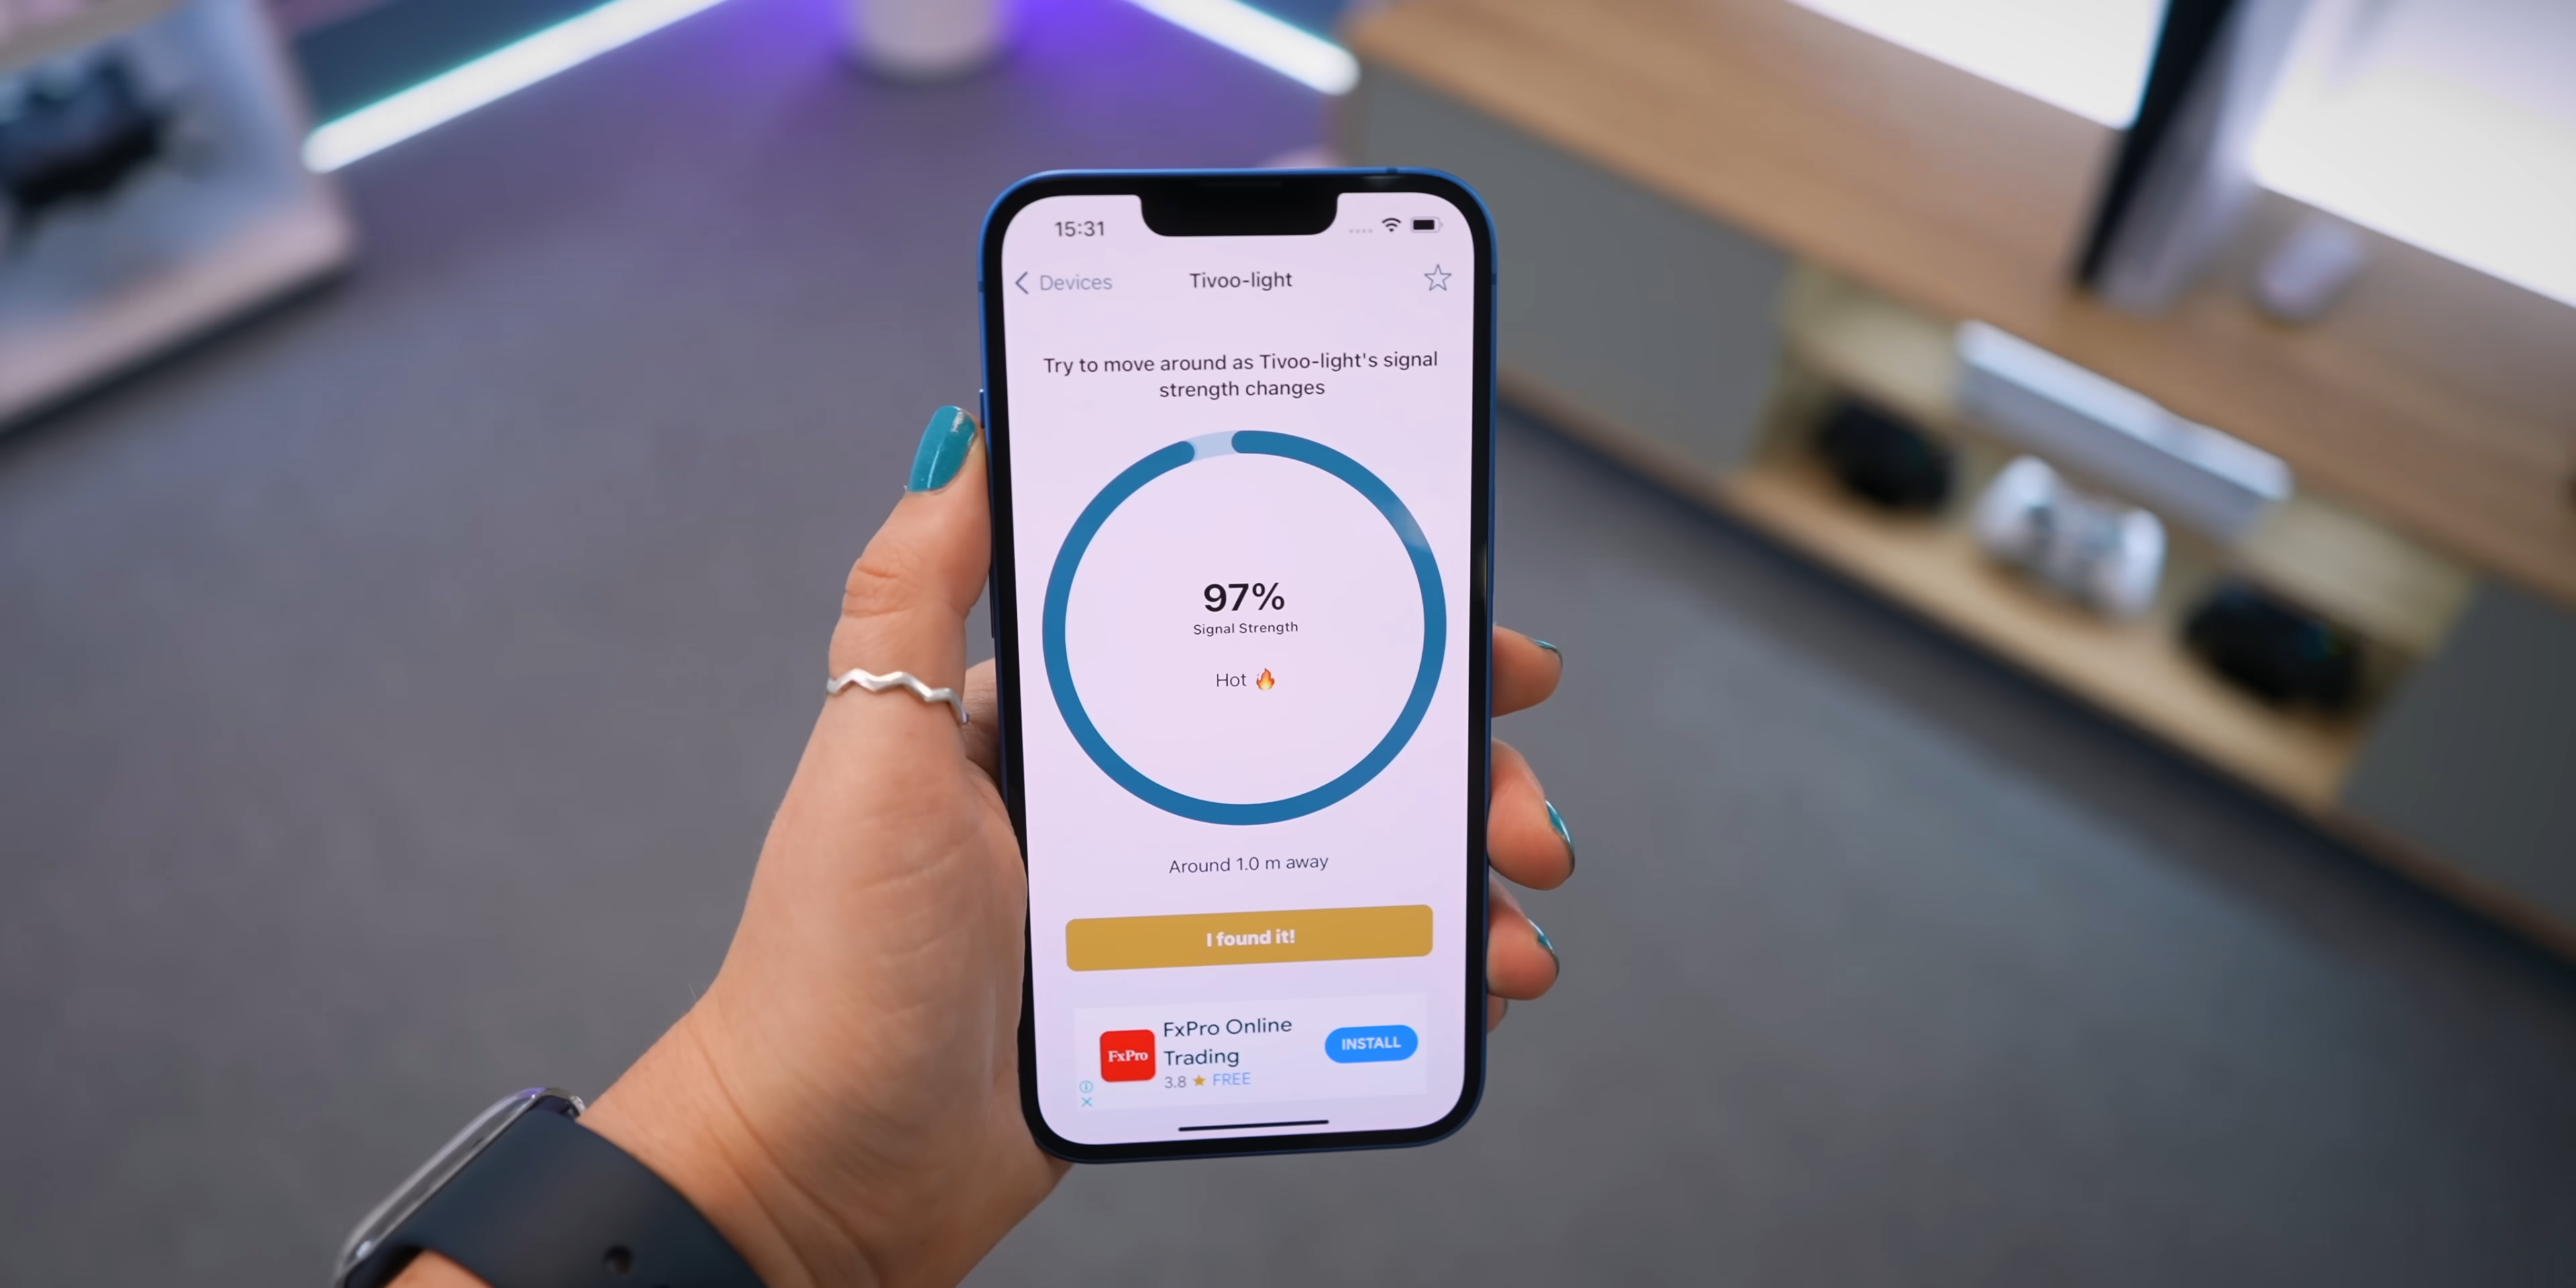 15:31
Devices
Tivoo-light
Try to move around as Tivoo-light's signal
strength changes
97%
Signal Strength
Hot 🔥
Around 1.0 m away
I found it!
FxPro
FxPro Online
Trading
3.8 ★ FREE
INSTALL